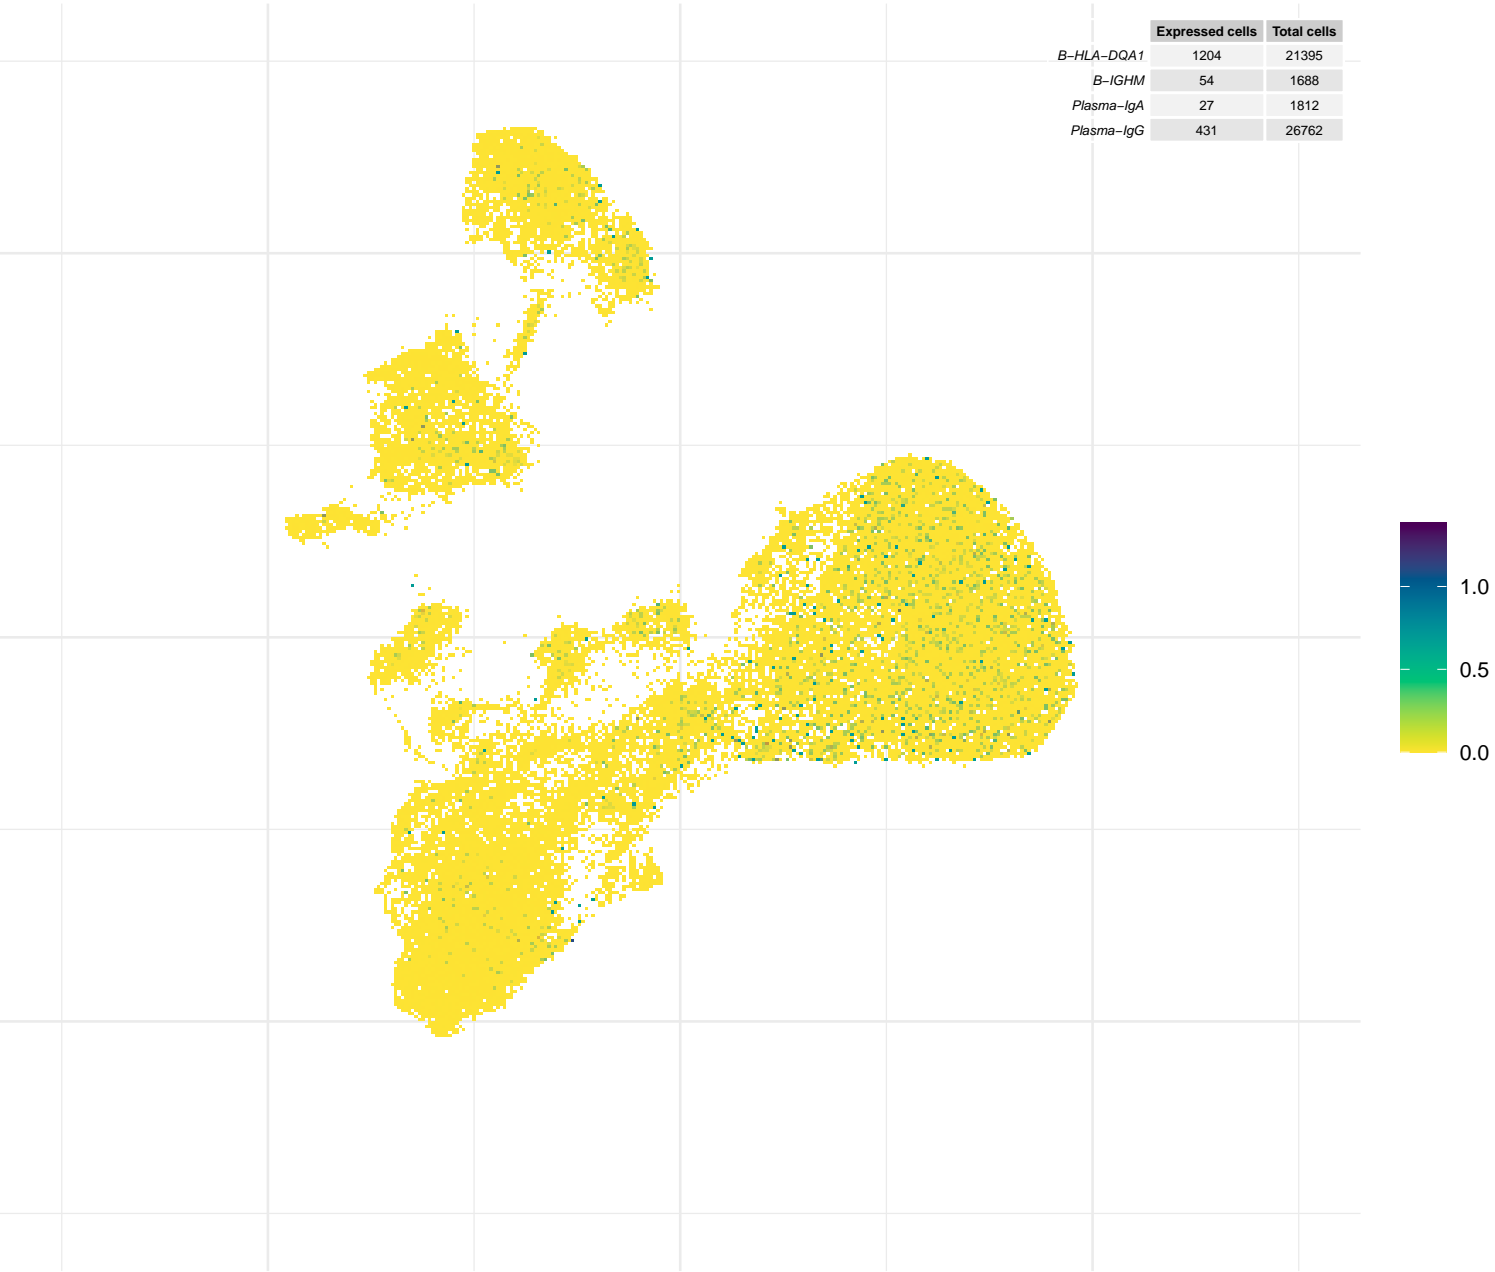 Expressed cells Total cells
B−HLA−DQA1 1204 21395
B−IGHM 54 1688
Plasma−IgA 27 1812
Plasma−IgG 431 26762
1.0
0.5
0.0